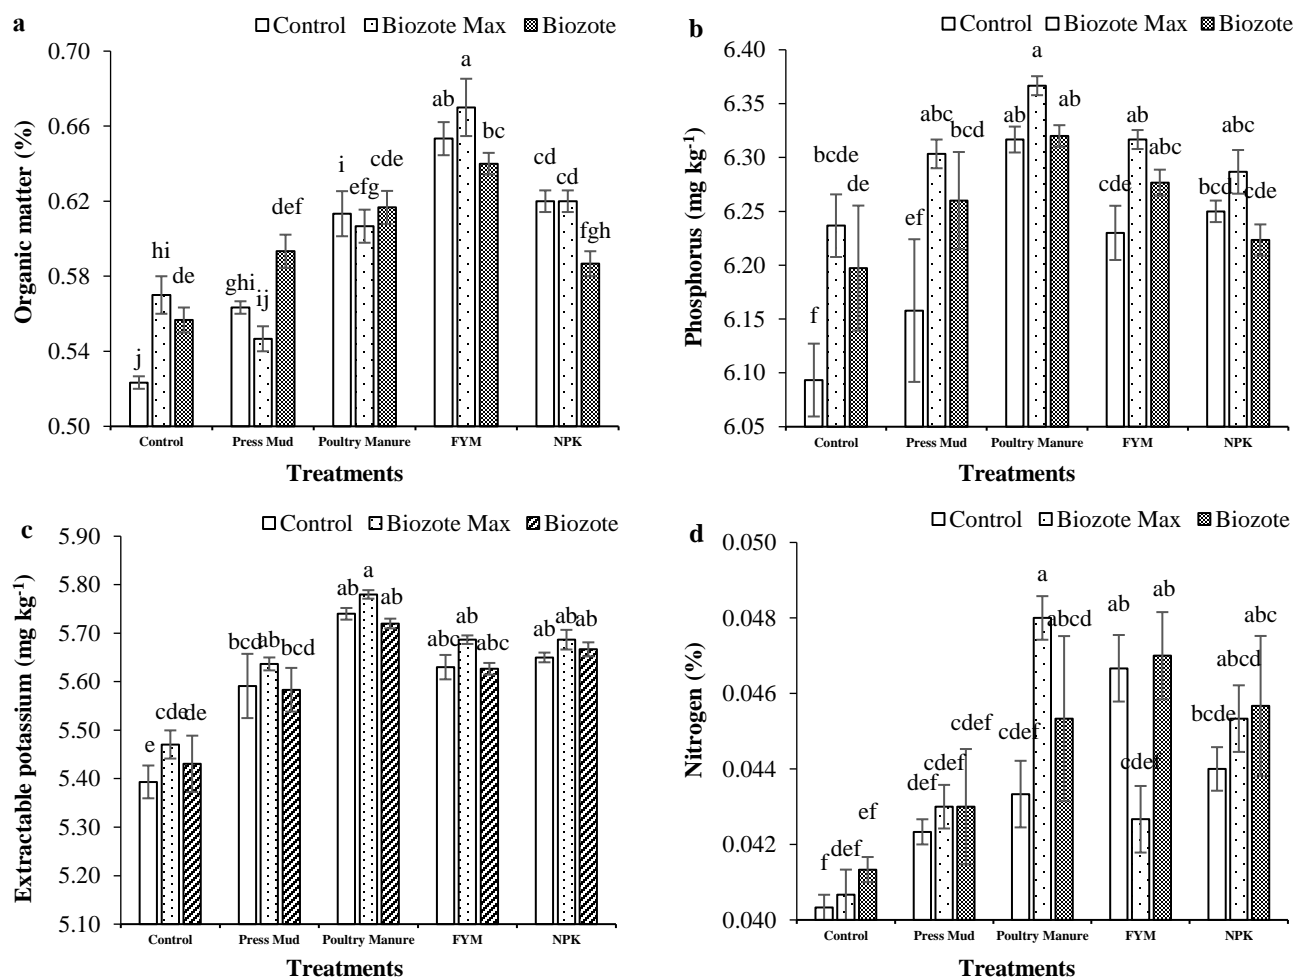 a
Control Biozote Max Biozote
0.70
0.66
0.62
0.58
0.54
0.50
Organic matter (%)
j hi de
ghi ij def
i efg cde
ab a bc
cd cd fgh
Control Press Mud Poultry Manure FYM NPK
Treatments
b
Control Biozote Max Biozote
6.40
6.35
6.30
6.25
6.20
6.15
6.10
6.05
Phosphorus (mg kg-1)
f bcde de
ef abc bcd
ab a ab
cde ab abc
bcd abc cde
Control Press Mud Poultry Manure FYM NPK
Treatments
c
Control Biozote Max Biozote
5.90
5.80
5.70
5.60
5.50
5.40
5.30
5.20
5.10
Extractable potassium (mg kg-1)
e cde de
bcd ab bcd
ab a ab
abc ab abc
ab ab ab
Control Press Mud Poultry Manure FYM NPK
Treatments
d
Control Biozote Max Biozote
0.050
0.048
0.046
0.044
0.042
0.040
Nitrogen (%)
f def ef
def cdef cdef
cdef a abcd
ab cdef ab
bcde abcd abc
Control Press Mud Poultry Manure FYM NPK
Treatments